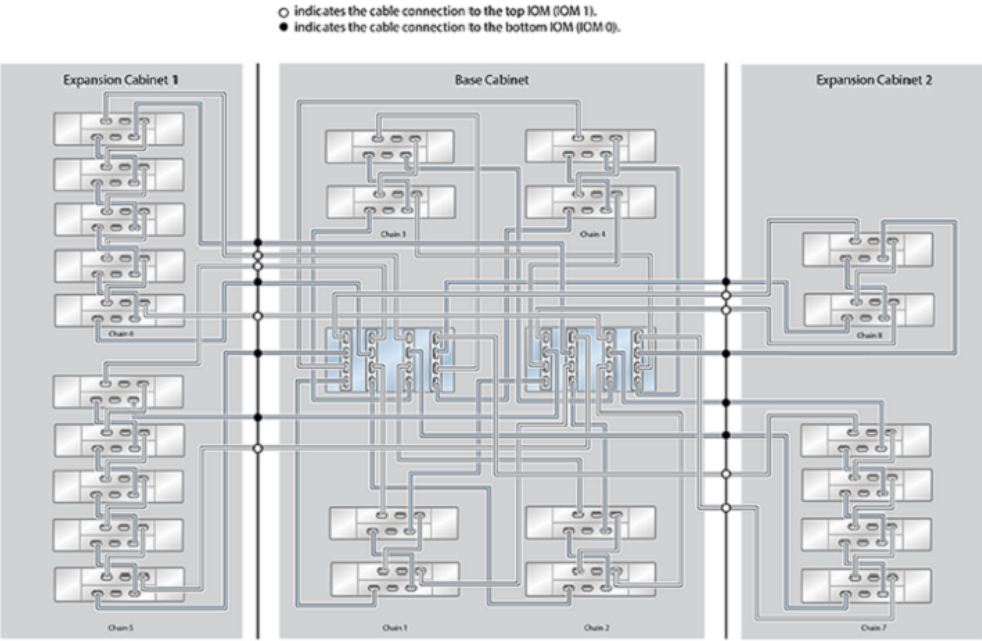 indicates the cable connection to the top IOM (IOM 1).
indicates the cable connection to the bottom IOM (IOM 0).
Expansion Cabinet 1
Base Cabinet
Expansion Cabinet 2
Chain 3
Chain 4
Chain 6
Chain 8
Chain 5
Chain 1
Chain 2
Chain 7